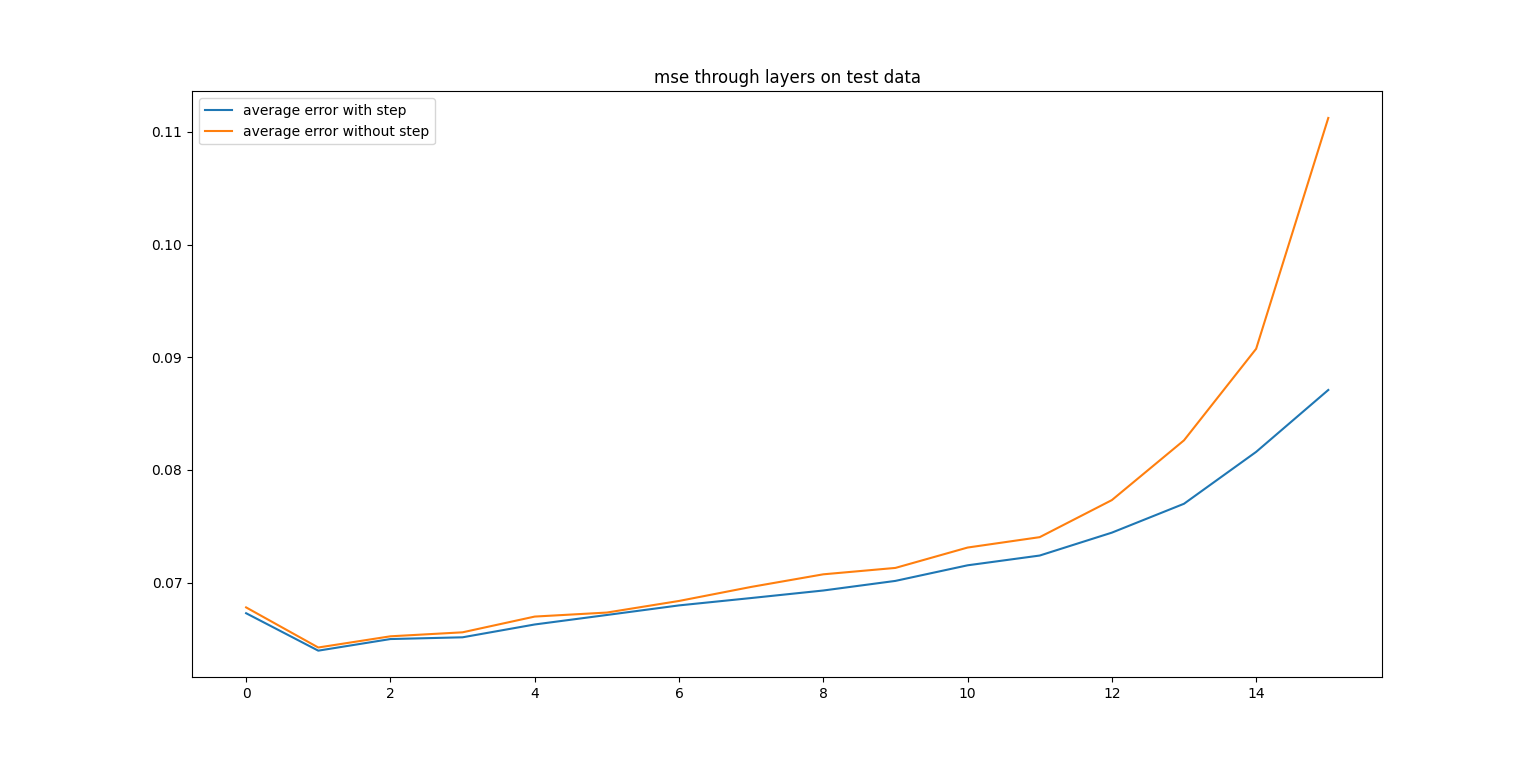 mse through layers on test data
average error with step
average error without step
0.11
0.10
0.09
0.08
0.07
0 2 4 6 8 10 12 14